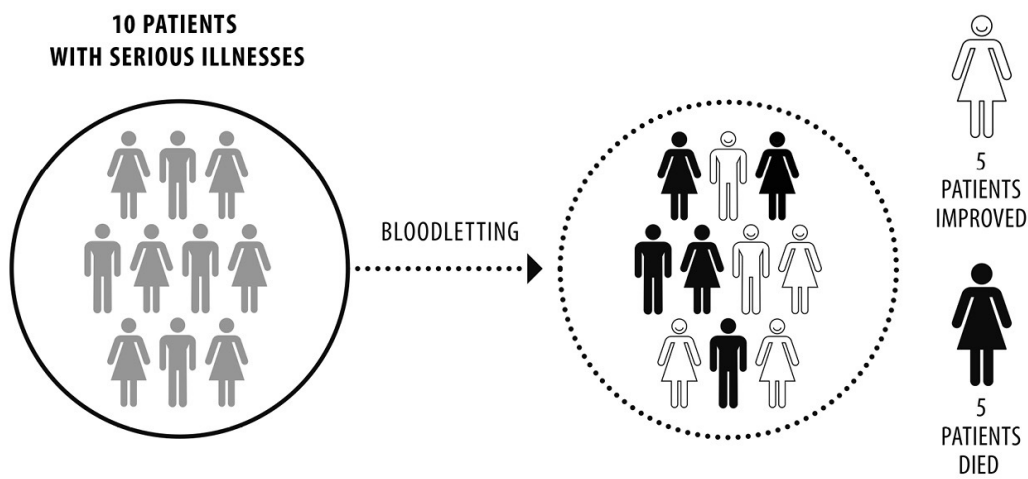 10 PATIENTS
WITH SERIOUS ILLNESSES
BLOODLETTING
5
PATIENTS
IMPROVED
5
PATIENTS
DIED